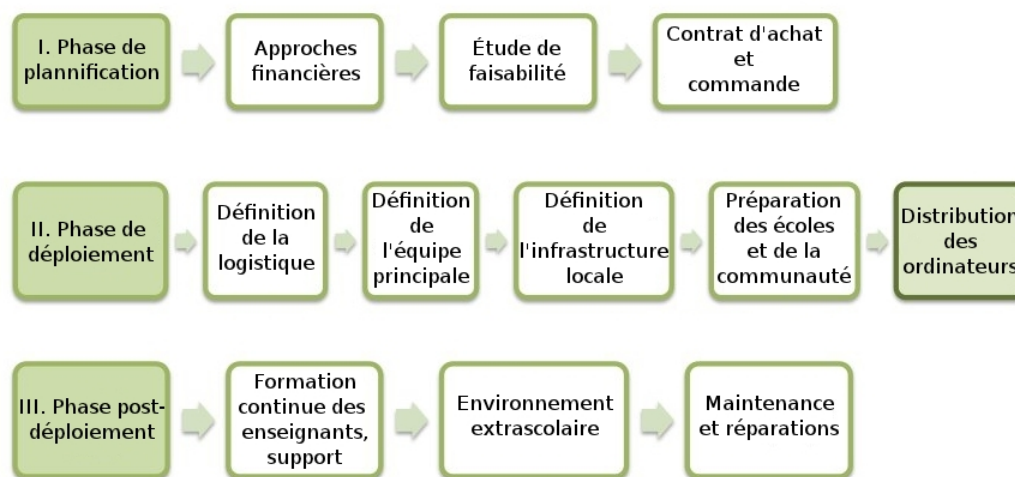 I. Phase de
plannification
Approches
financières
Étude de
faisabilité
Contrat d'achat
et
commande
II. Phase de
déploiement
Définition
de la
logistique
Définition
de
l'équipe
principale
Définition
de
l'infrastructure
locale
Préparation
des écoles
et de la
communauté
Distribution
des
ordinateurs
III. Phase post-
déploiement
Formation
continue des
enseignants,
support
Environnement
extrascolaire
Maintenance
et réparations